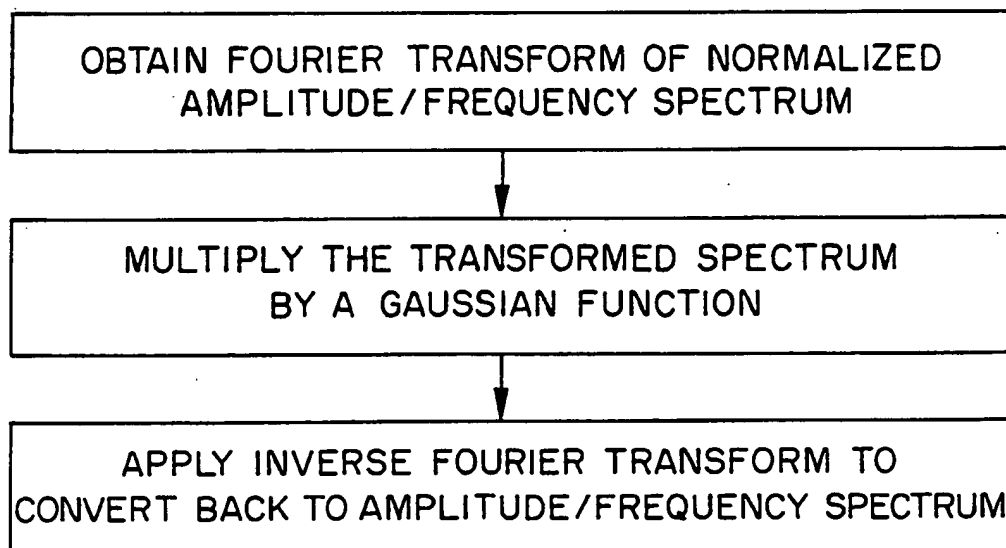 OBTAIN FOURIER TRANSFORM OF NORMALIZED
AMPLITUDE/FREQUENCY SPECTRUM
MULTIPLY THE TRANSFORMED SPECTRUM
BY A GAUSSIAN FUNCTION
APPLY INVERSE FOURIER TRANSFORM TO
CONVERT BACK TO AMPLITUDE/FREQUENCY SPECTRUM